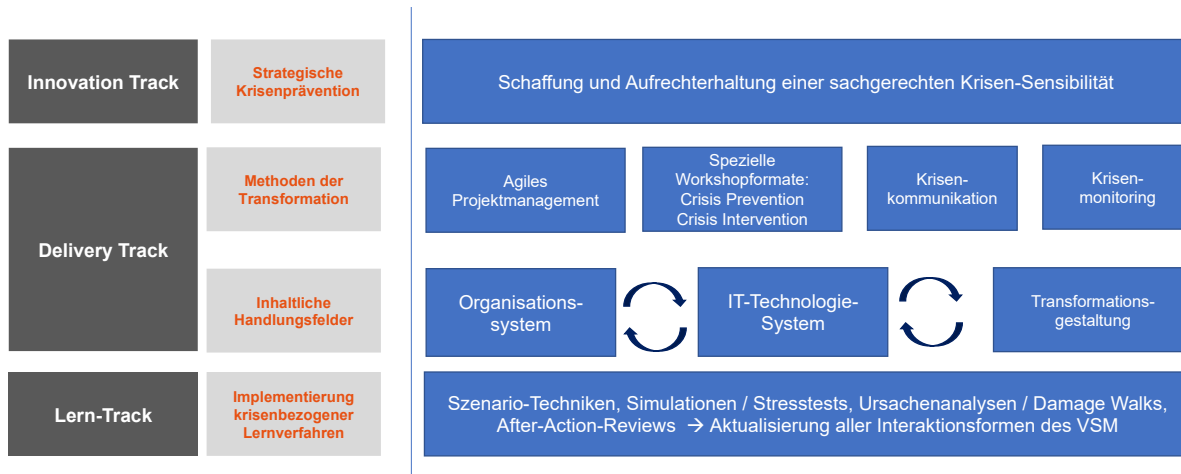 Innovation Track
Strategische
Krisenprävention
Schaffung und Aufrechterhaltung einer sachgerechten Krisen-Sensibilität
Delivery Track
Methoden der
Transformation
Agiles
Projektmanagement
Spezielle
Workshopformate:
Crisis Prevention
Crisis Intervention
Krisen-
kommunikation
Krisen-
monitoring
Inhaltliche
Handlungsfelder
Organisations-
system
IT-Technologie-
System
Transformations-
gestaltung
Lern-Track
Implementierung
krisenbezogener
Lernverfahren
Szenario-Techniken, Simulationen / Stresstests, Ursachenanalysen / Damage Walks,
After-Action-Reviews → Aktualisierung aller Interaktionsformen des VSM